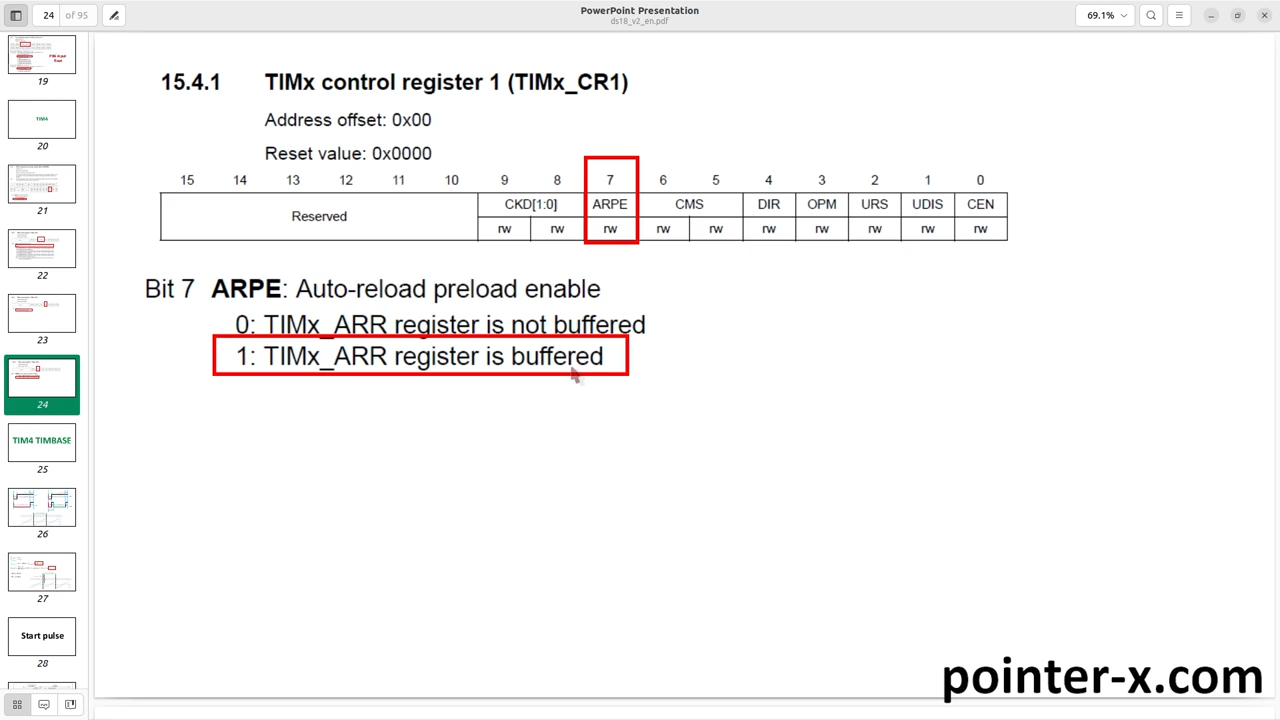 24 of 95
PowerPoint Presentation
ds18_v2_en.pdf
69.1%
19
TIM4
20
21
22
23
24
TIM4 TIMBASE
25
26
27
Start pulse
28
15.4.1 TIMx control register 1 (TIMx_CR1)
Address offset: 0x00
Reset value: 0x0000
15 14 13 12 11 10 9 8 7 6 5 4 3 2 1 0
Reserved CKD[1:0] ARPE CMS DIR OPM URS UDIS CEN
rw rw rw rw rw rw rw rw rw rw
Bit 7 ARPE: Auto-reload preload enable
0: TIMx_ARR register is not buffered
1: TIMx_ARR register is buffered
pointer-x.com